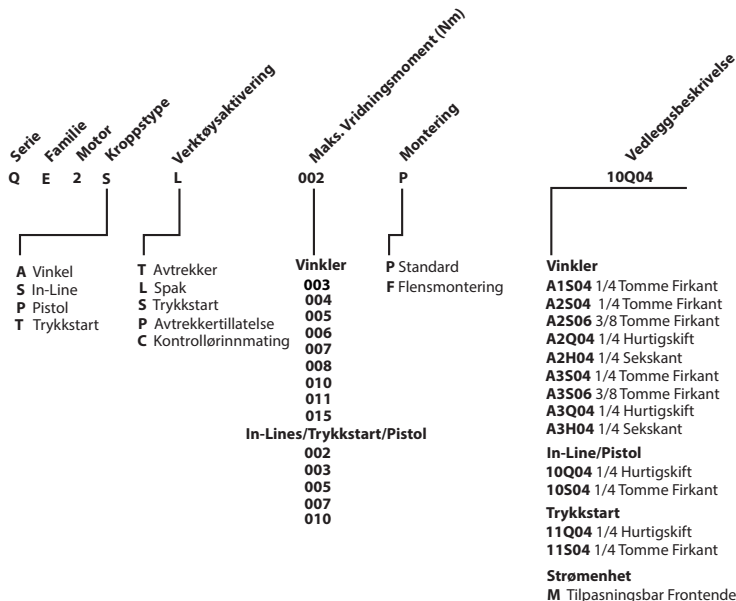 Serie
Familie
Motor
Kroppstype
Verktøysaktivering
Maks. Vridningsmoment (Nm)
Montering
Vedleggsbeskrivelse
Q E 2 S L 002 P 10Q04
A Vinkel
S In-Line
P Pistol
T Trykkstart
T Avtrekker
L Spak
S Trykkstart
P Avtrekkertillatelse
C Kontrollørinnmating
Vinkler
003
004
005
006
007
008
010
011
015
In-Lines/Trykkstart/Pistol
002
003
005
007
010
P Standard
F Flensmontering
Vinkler
A1S04 1/4 Tomme Firkant
A2S04 1/4 Tomme Firkant
A2S06 3/8 Tomme Firkant
A2Q04 1/4 Hurtigskift
A2H04 1/4 Sekskant
A3S04 1/4 Tomme Firkant
A3S06 3/8 Tomme Firkant
A3Q04 1/4 Hurtigskift
A3H04 1/4 Sekskant
In-Line/Pistol
10Q04 1/4 Hurtigskift
10S04 1/4 Tomme Firkant
Trykkstart
11Q04 1/4 Hurtigskift
11S04 1/4 Tomme Firkant
Strømenhet
M Tilpasningsbar Frontende